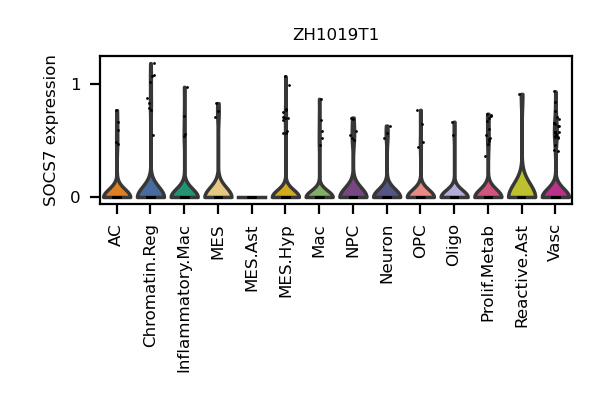 ZH1019T1
SOCS7 expression
1
0
AC
Chromatin.Reg
Inflammatory.Mac
MES
MES.Ast
MES.Hyp
Mac
NPC
Neuron
OPC
Oligo
Prolif.Metab
Reactive.Ast
Vasc